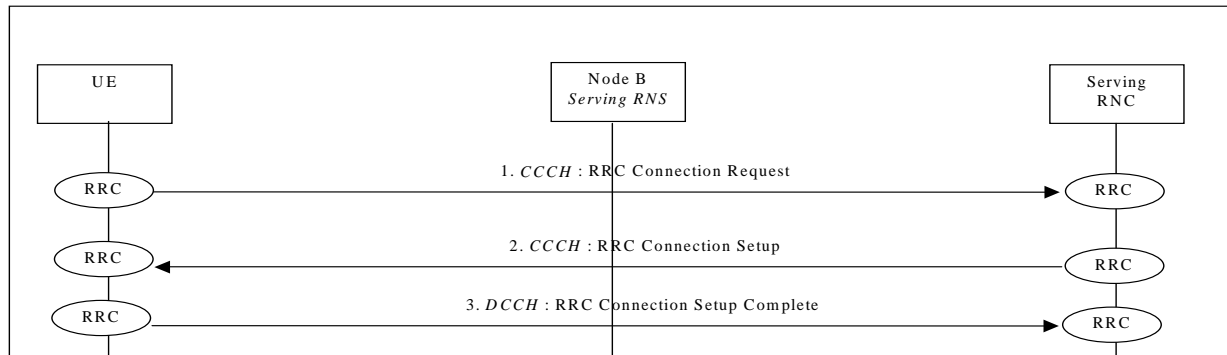 UE
Node B
Serving RNS
Serving
RNC
1. CCCH : RRC Connection Request
RRC
RRC
2. CCCH : RRC Connection Setup
RRC
RRC
3. DCCH : RRC Connection Setup Complete
RRC
RRC